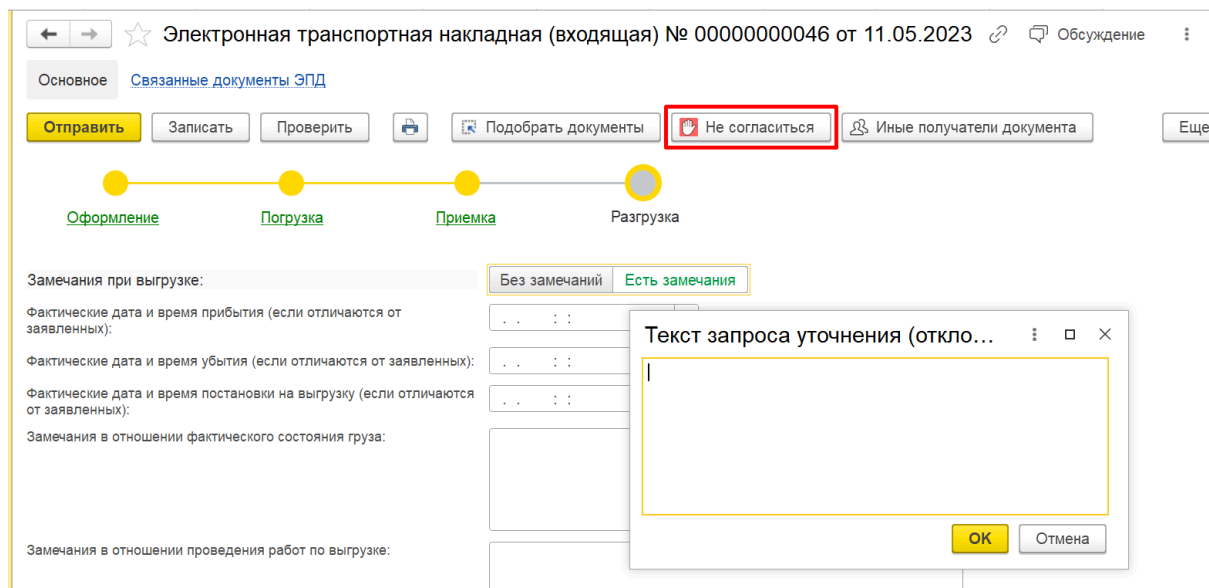 Электронная транспортная накладная (входящая) № 00000000046 от 11.05.2023 Обсуждение
Основное Связанные документы ЭПД
Отправить Записать Проверить Подобрать документы Не согласиться Иные получатели документа Еще
Оформление Погрузка Приемка Разгрузка
Замечания при выгрузке: Без замечаний Есть замечания
Фактические дата и время прибытия (если отличаются от
заявленных):
Фактические дата и время убытия (если отличаются от заявленных):
Фактические дата и время постановки на выгрузку (если отличаются
от заявленных):
Замечания в отношении фактического состояния груза:
Замечания в отношении проведения работ по выгрузке:
Текст запроса уточнения (откло...
OK Отмена